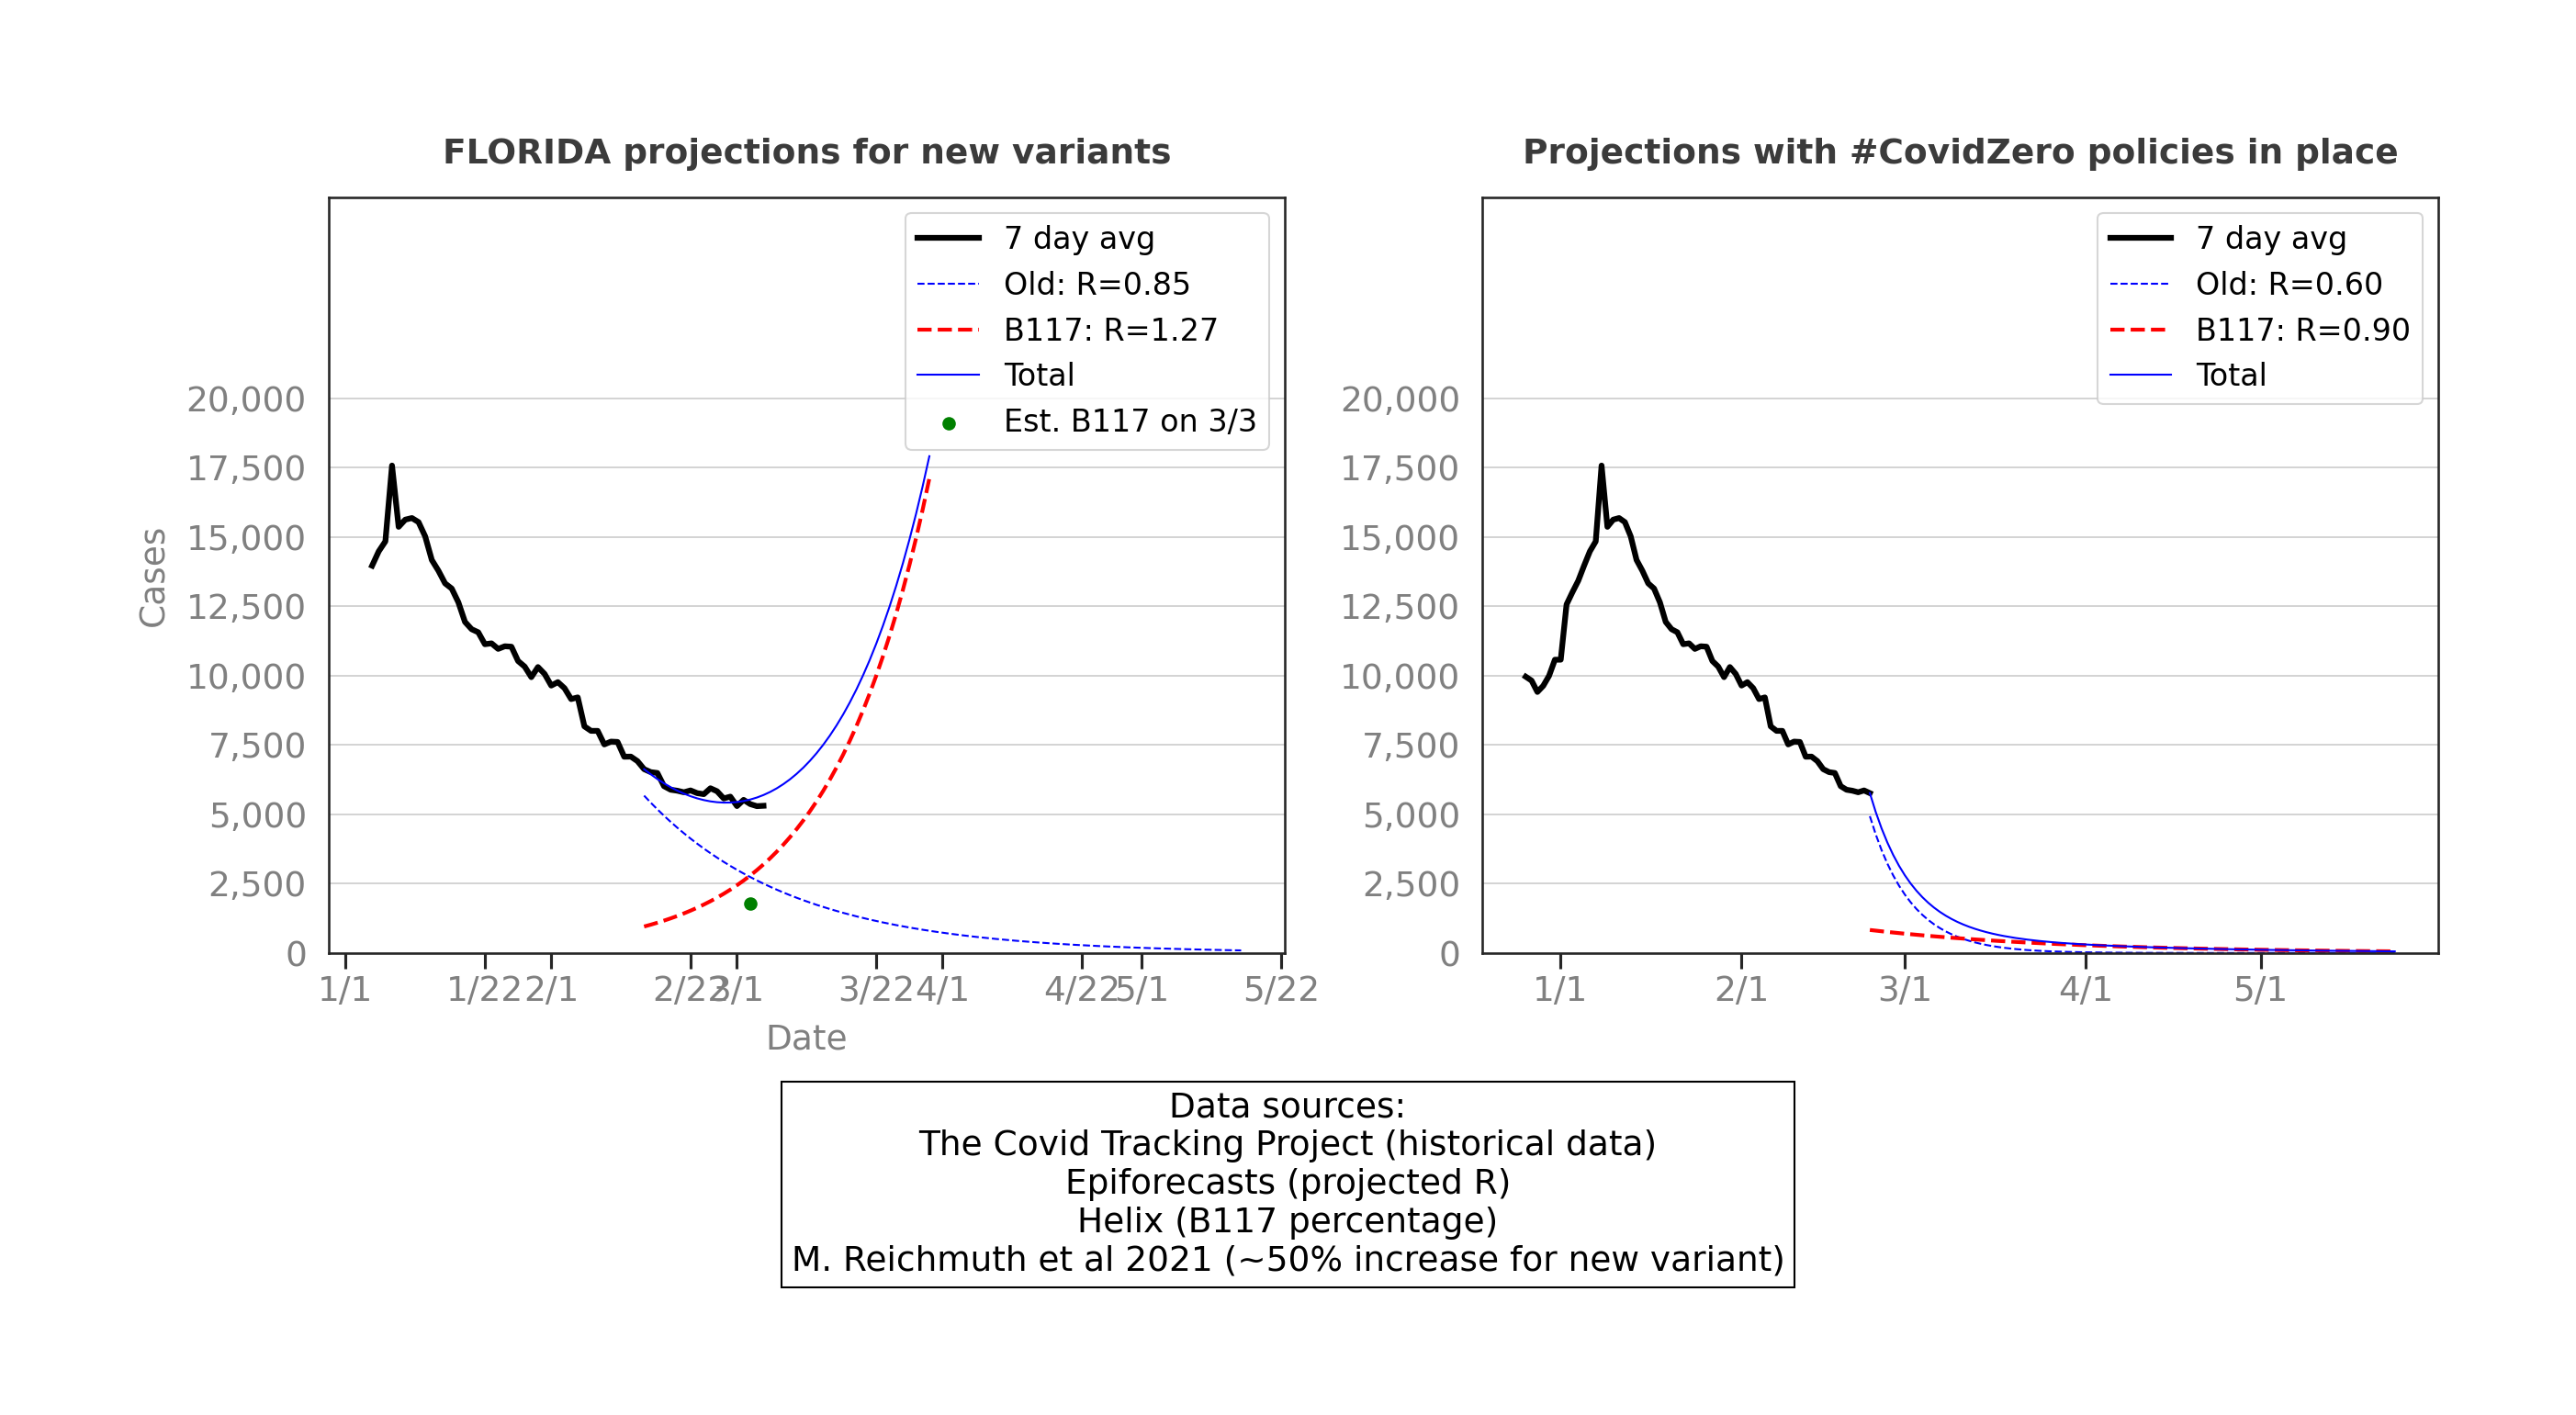 FLORIDA projections for new variants
7 day avg
Old: R=0.85
B117: R=1.27
Total
Est. B117 on 3/3
Cases
20,000
17,500
15,000
12,500
10,000
7,500
5,000
2,500
0
1/1 1/22 2/1 2/22 3/1 3/22 4/1 4/22 5/1 5/22
Date
Projections with #CovidZero policies in place
7 day avg
Old: R=0.60
B117: R=0.90
Total
20,000
17,500
15,000
12,500
10,000
7,500
5,000
2,500
0
1/1 2/1 3/1 4/1 5/1
Data sources:
The Covid Tracking Project (historical data)
Epiforecasts (projected R)
Helix (B117 percentage)
M. Reichmuth et al 2021 (~50% increase for new variant)